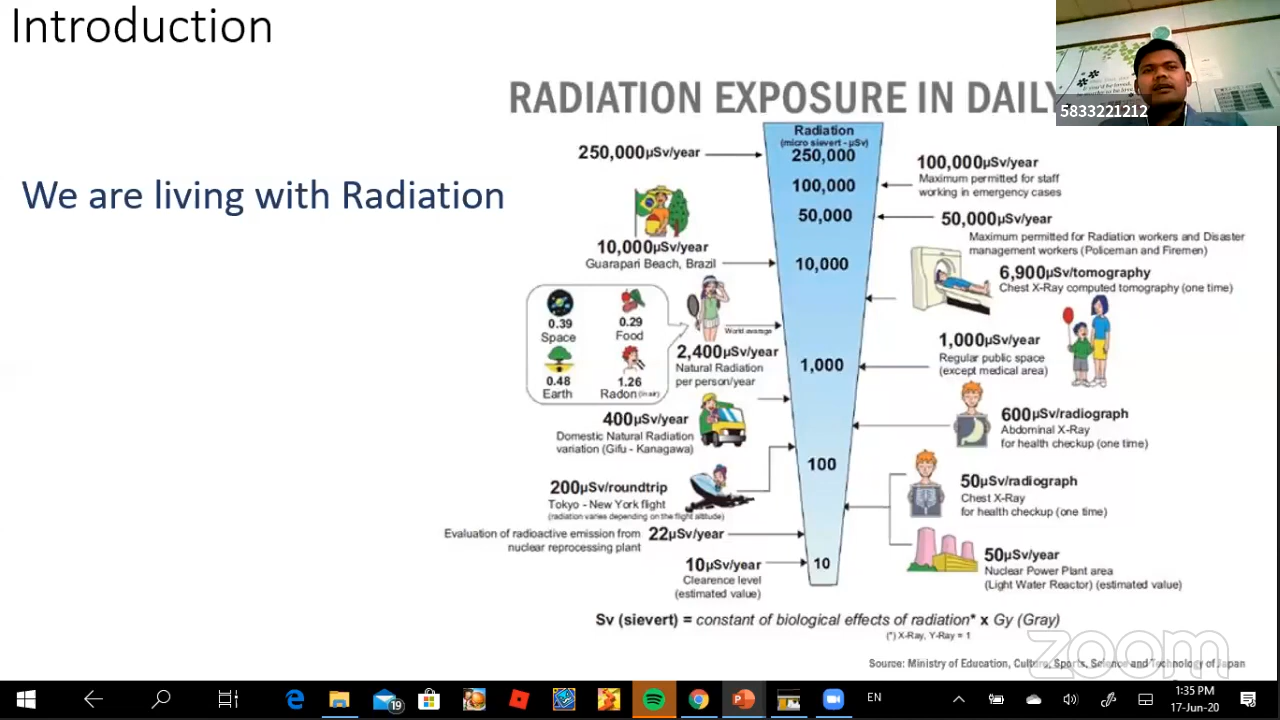 Introduction
5833221212
RADIATION EXPOSURE IN DAILY
We are living with Radiation
Radiation
(micro sievert - µSv)
250,000
100,000
50,000
10,000
1,000
100
10
250,000µSv/year
10,000µSv/year
Guarapari Beach, Brazil
0.39
Space
0.29
Food
0.48
Earth
1.26
Radon (in air)
World average
2,400µSv/year
Natural Radiation
per person/year
400µSv/year
Domestic Natural Radiation
variation (Gifu - Kanagawa)
200µSv/roundtrip
Tokyo - New York flight
(radiation varies depending on the flight altitude)
Evaluation of radioactive emission from
nuclear reprocessing plant
22µSv/year
10µSv/year
Clearence level
(estimated value)
100,000µSv/year
Maximum permitted for staff
working in emergency cases
50,000µSv/year
Maximum permitted for Radiation workers and Disaster
management workers (Policeman and Firemen)
6,900µSv/tomography
Chest X-Ray computed tomography (one time)
1,000µSv/year
Regular public space
(except medical area)
600µSv/radiograph
Abdominal X-Ray
for health checkup (one time)
50µSv/radiograph
Chest X-Ray
for health checkup (one time)
50µSv/year
Nuclear Power Plant area
(Light Water Reactor) (estimated value)
Sv (sievert) = constant of biological effects of radiation* x Gy (Gray)
(*) X-Ray, Y-Ray = 1
zoom
Source: Ministry of Education, Culture, Sports, Science and Technology of Japan
19
EN
1:35 PM
17-Jun-20